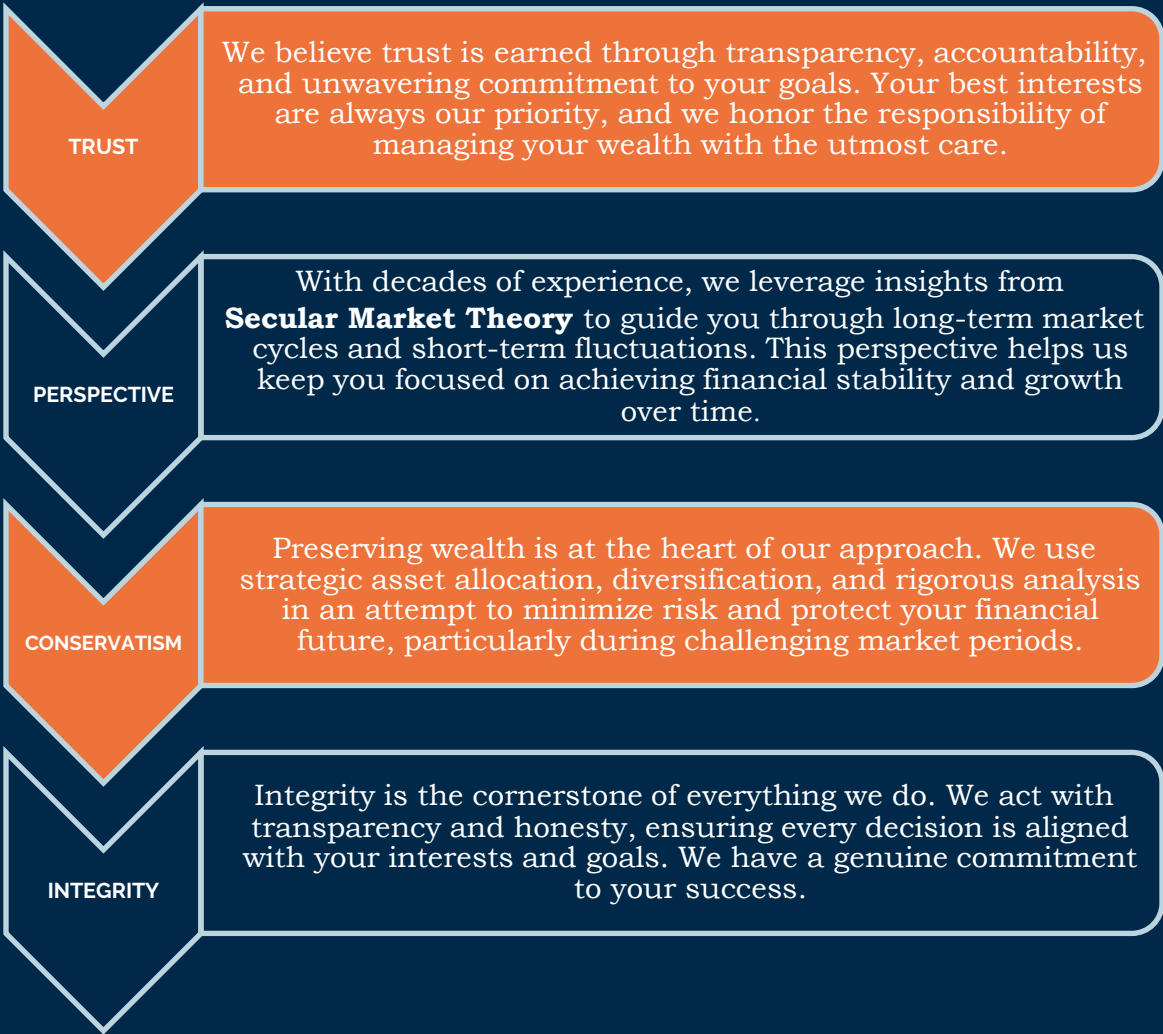 TRUST
We believe trust is earned through transparency, accountability,
and unwavering commitment to your goals. Your best interests
are always our priority, and we honor the responsibility of
managing your wealth with the utmost care.
PERSPECTIVE
With decades of experience, we leverage insights from
Secular Market Theory to guide you through long-term market
cycles and short-term fluctuations. This perspective helps us
keep you focused on achieving financial stability and growth
over time.
CONSERVATISM
Preserving wealth is at the heart of our approach. We use
strategic asset allocation, diversification, and rigorous analysis
in an attempt to minimize risk and protect your financial
future, particularly during challenging market periods.
INTEGRITY
Integrity is the cornerstone of everything we do. We act with
transparency and honesty, ensuring every decision is aligned
with your interests and goals. We have a genuine commitment
to your success.